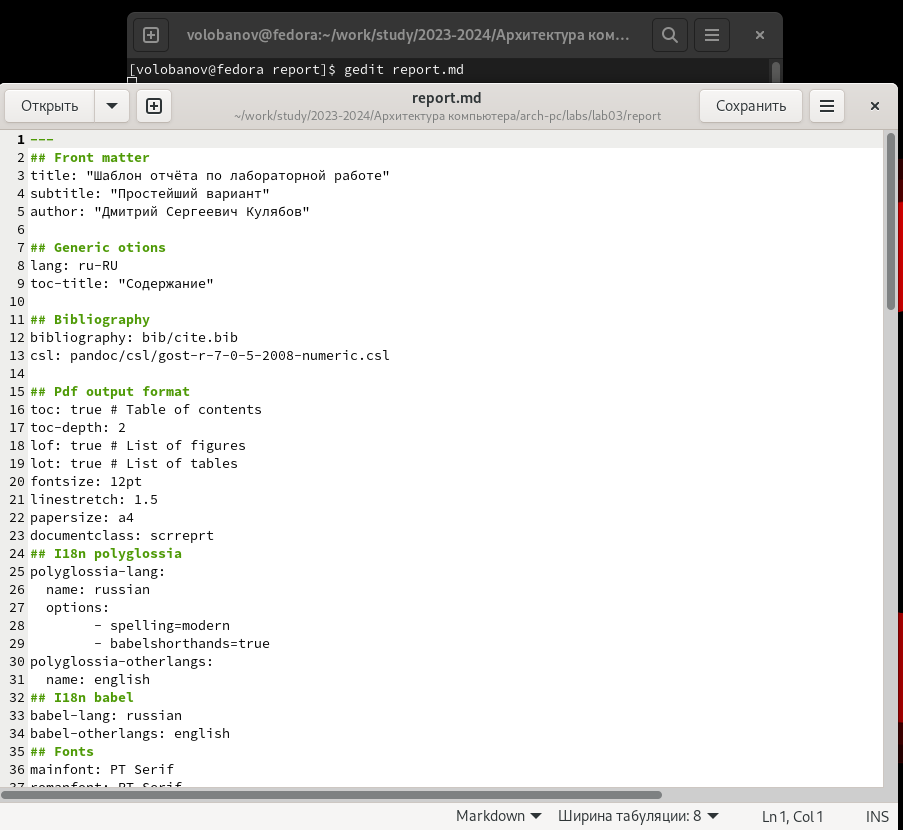 volobanov@fedora:~/work/study/2023-2024/Архитектура ком…
[volobanov@fedora report]$ gedit report.md
Открыть
report.md
~/work/study/2023-2024/Архитектура компьютера/arch-pc/labs/lab03/report
Сохранить
1 ---
2 ## Front matter
3 title: "Шаблон отчёта по лабораторной работе"
4 subtitle: "Простейший вариант"
5 author: "Дмитрий Сергеевич Кулябов"
6
7 ## Generic otions
8 lang: ru-RU
9 toc-title: "Содержание"
10
11 ## Bibliography
12 bibliography: bib/cite.bib
13 csl: pandoc/csl/gost-r-7-0-5-2008-numeric.csl
14
15 ## Pdf output format
16 toc: true # Table of contents
17 toc-depth: 2
18 lof: true # List of figures
19 lot: true # List of tables
20 fontsize: 12pt
21 linestretch: 1.5
22 papersize: a4
23 documentclass: scrreprt
24 ## I18n polyglossia
25 polyglossia-lang:
26   name: russian
27   options:
28         - spelling=modern
29         - babelshorthands=true
30 polyglossia-otherlangs:
31   name: english
32 ## I18n babel
33 babel-lang: russian
34 babel-otherlangs: english
35 ## Fonts
36 mainfont: PT Serif
37 romanfont: PT Serif
Markdown
Ширина табуляции: 8
Ln 1, Col 1
INS